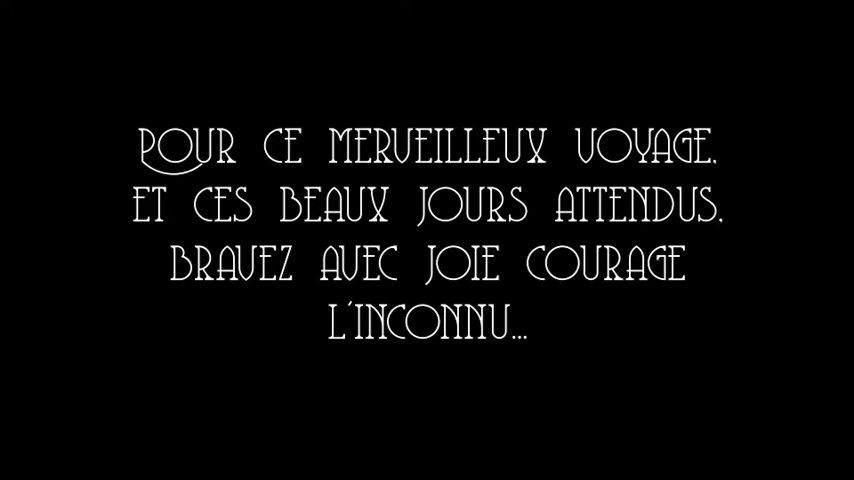 POUR CE MERVEILLEUX VOYAGE,
ET CES BEAUX JOURS ATTENDUS,
BRAVEZ AVEC JOIE COURAGE
L'INCONNU...